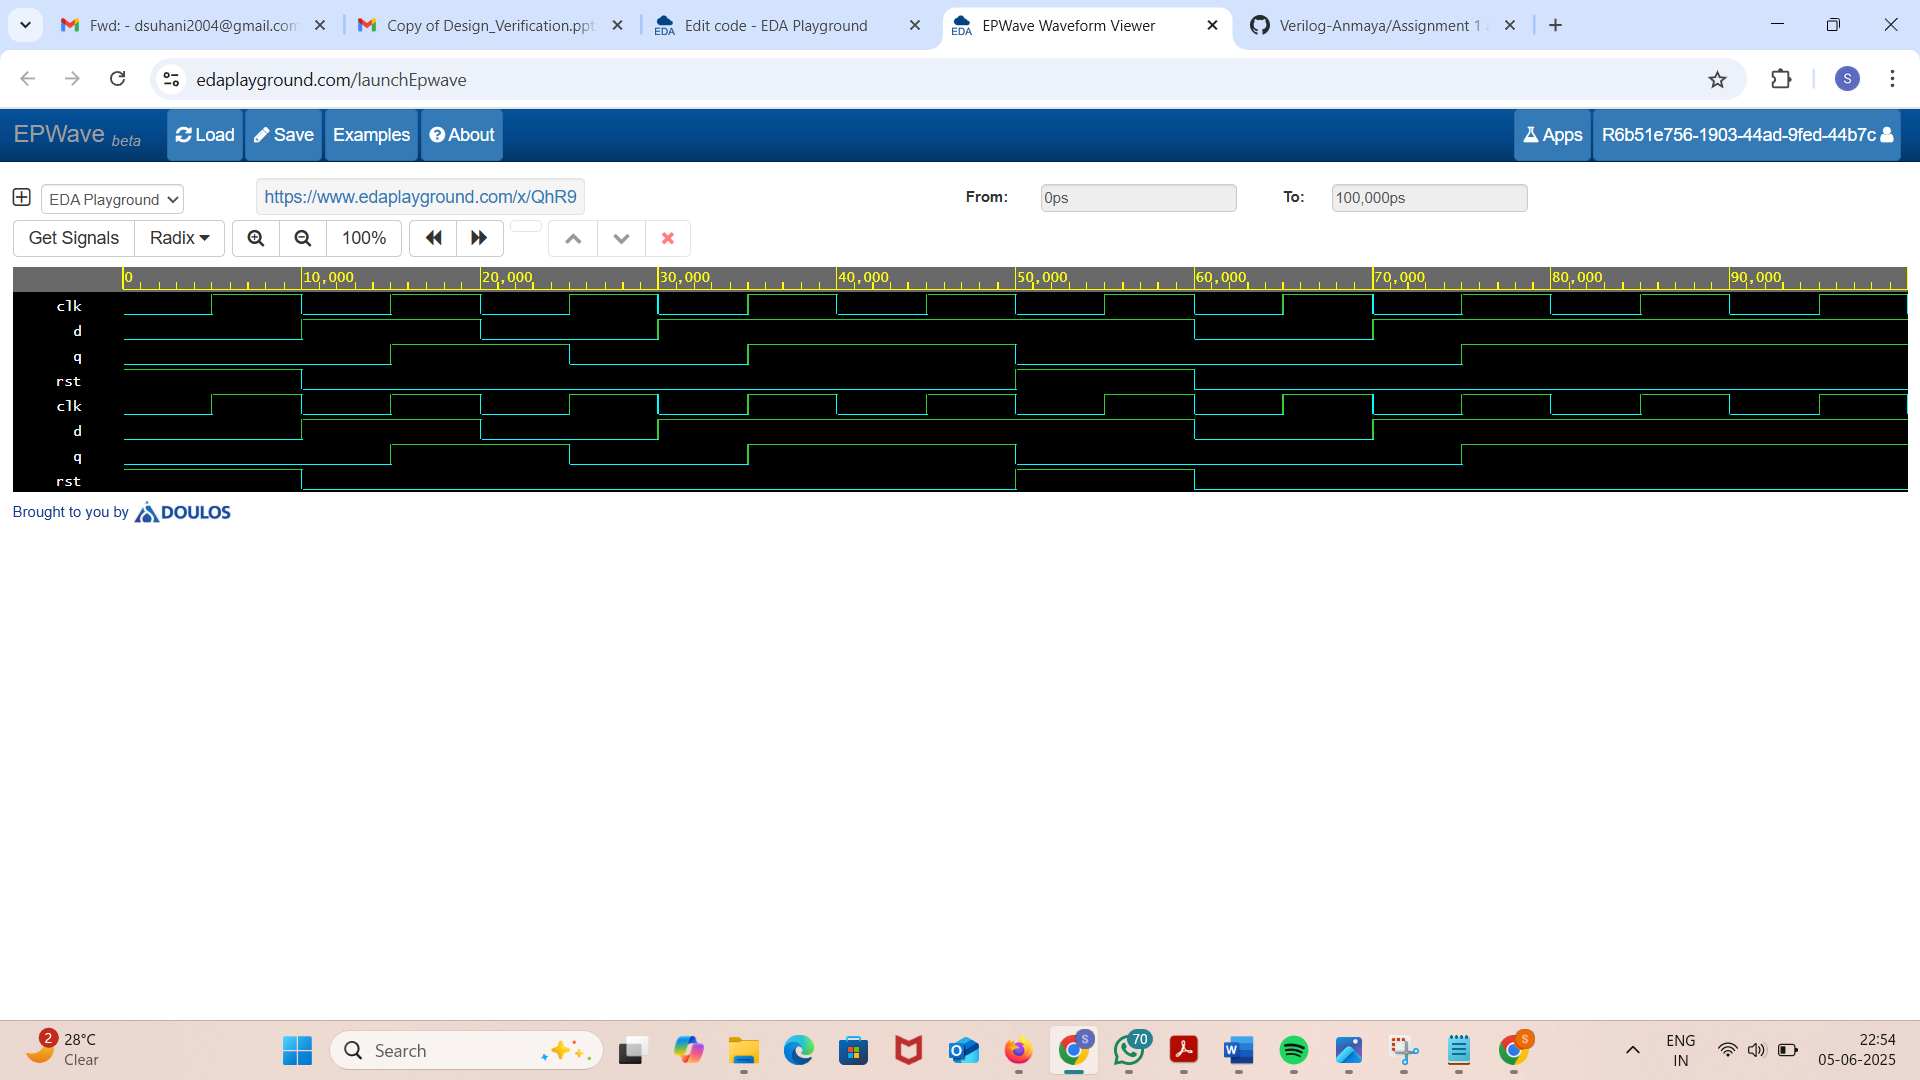 Fwd: - dsuhani2004@gmail.com
Copy of Design_Verification.ppt
Edit code - EDA Playground
EPWave Waveform Viewer
Verilog-Anmaya/Assignment 1
edaplayground.com/launchEpwave
S
EPWave beta
Load
Save
Examples
About
Apps
R6b51e756-1903-44ad-9fed-44b7c
EDA Playground
https://www.edaplayground.com/x/QhR9
From:
0ps
To:
100,000ps
Get Signals
Radix
100%
0 10,000 20,000 30,000 40,000 50,000 60,000 70,000 80,000 90,000
clk
d
q
rst
clk
d
q
rst
Brought to you by DOULOS
2
28°C
Clear
Search
S
70
S
ENG
IN
22:54
05-06-2025